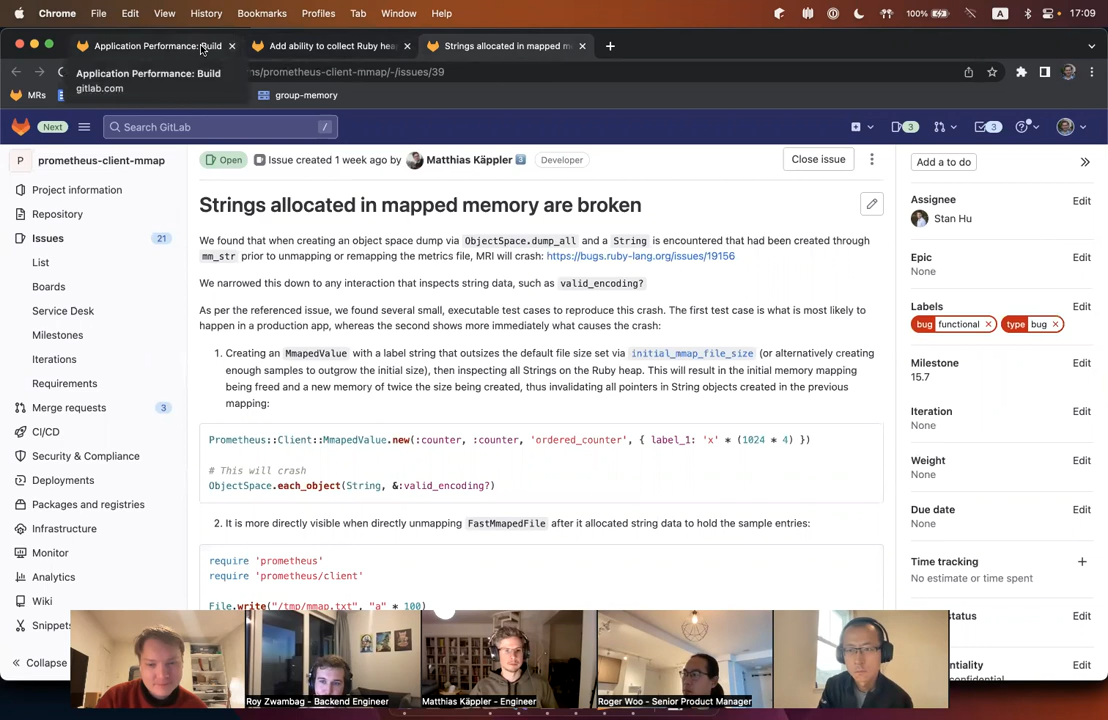 Chrome File Edit View History Bookmarks Profiles Tab Window Help 100% A 17:09
Application Performance: Build
Add ability to collect Ruby hea
Strings allocated in mapped m
ns/prometheus-client-mmap/-/issues/39
Application Performance: Build
gitlab.com
MRs
group-memory
Next
Search GitLab /
3
3
P prometheus-client-mmap
Project information
Repository
Issues 21
List
Boards
Service Desk
Milestones
Iterations
Requirements
Merge requests 3
CI/CD
Security & Compliance
Deployments
Packages and registries
Infrastructure
Monitor
Analytics
Wiki
Snippets
Collapse
Open Issue created 1 week ago by Matthias Käppler 3 Developer
Close issue
Strings allocated in mapped memory are broken
We found that when creating an object space dump via ObjectSpace.dump_all and a String is encountered that had been created through
mm_str prior to unmapping or remapping the metrics file, MRI will crash: https://bugs.ruby-lang.org/issues/19156
We narrowed this down to any interaction that inspects string data, such as valid_encoding?
As per the referenced issue, we found several small, executable test cases to reproduce this crash. The first test case is what is most likely to
happen in a production app, whereas the second shows more immediately what causes the crash:
1. Creating an MmapedValue with a label string that outsizes the default file size set via initial_mmap_file_size (or alternatively creating
enough samples to outgrow the initial size), then inspecting all Strings on the Ruby heap. This will result in the initial memory mapping
being freed and a new memory of twice the size being created, thus invalidating all pointers in String objects created in the previous
mapping:
Prometheus::Client::MmapedValue.new(:counter, :counter, 'ordered_counter', { label_1: 'x' * (1024 * 4) })
# This will crash
ObjectSpace.each_object(String, &:valid_encoding?)
2. It is more directly visible when directly unmapping FastMmapedFile after it allocated string data to hold the sample entries:
require 'prometheus'
require 'prometheus/client'
File.write("/tmp/mmap.txt", "a" * 100)
Add a to do
Assignee Edit
Stan Hu
Epic Edit
None
Labels Edit
bug functional type bug
Milestone Edit
15.7
Iteration Edit
None
Weight Edit
None
Due date Edit
None
Time tracking
No estimate or time spent
status Edit
entiality Edit
Roy Zwambag - Backend Engineer
Matthias Käppler - Engineer
Roger Woo - Senior Product Manager